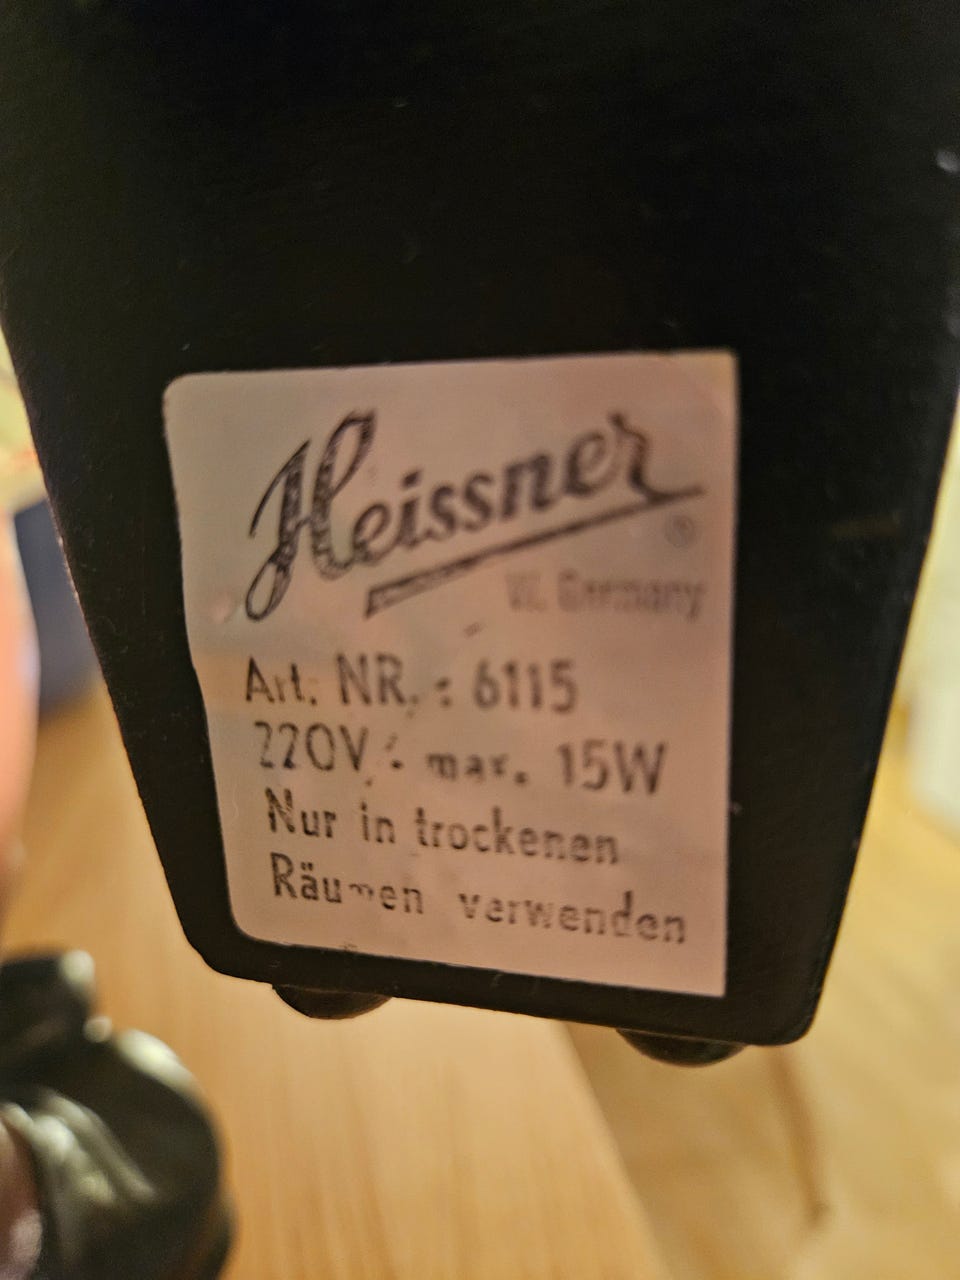 Heissner
®
W. Germany
Art. NR. : 6115
220V · max. 15W
Nur in trockenen
Räumen verwenden